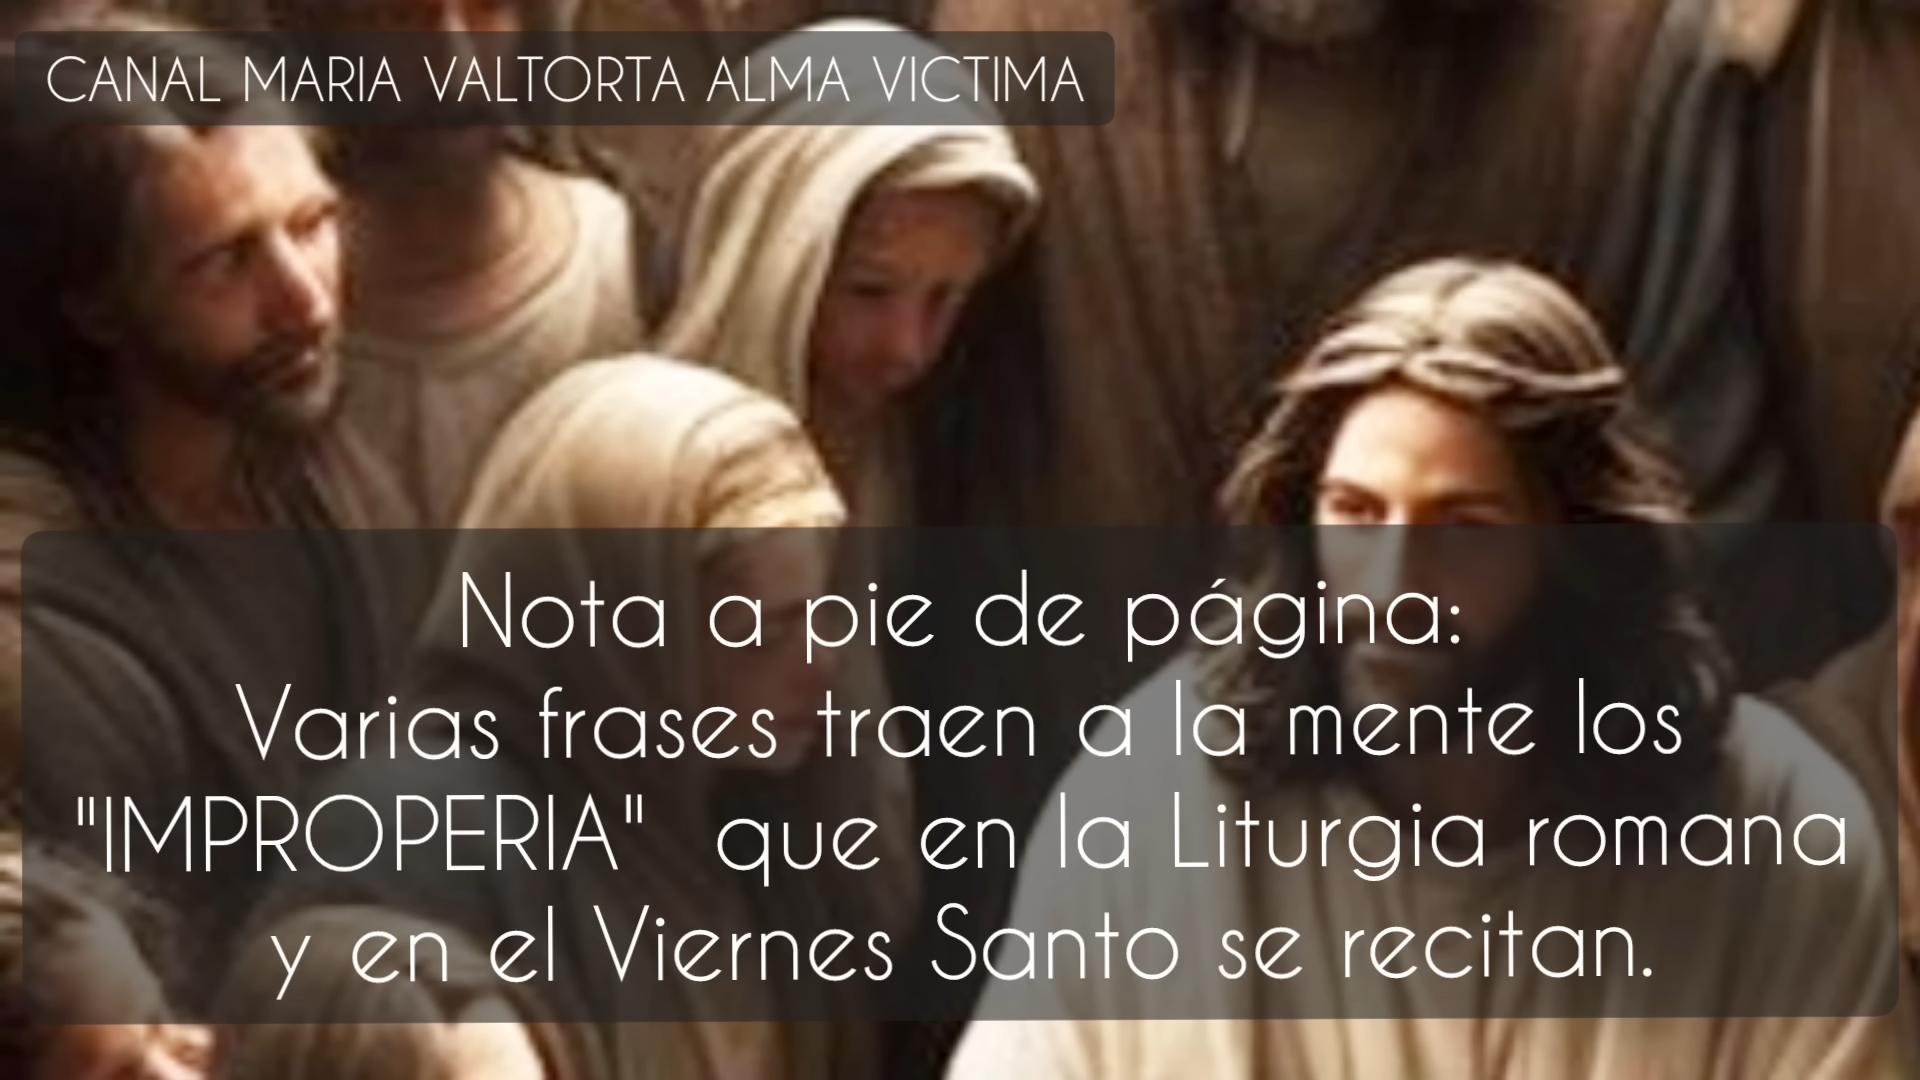 CANAL MARIA VALTORTA ALMA VICTIMA
Nota a pie de página:
Varias frases traen a la mente los
"IMPROPERIA" que en la Liturgia romana
y en el Viernes Santo se recitan.